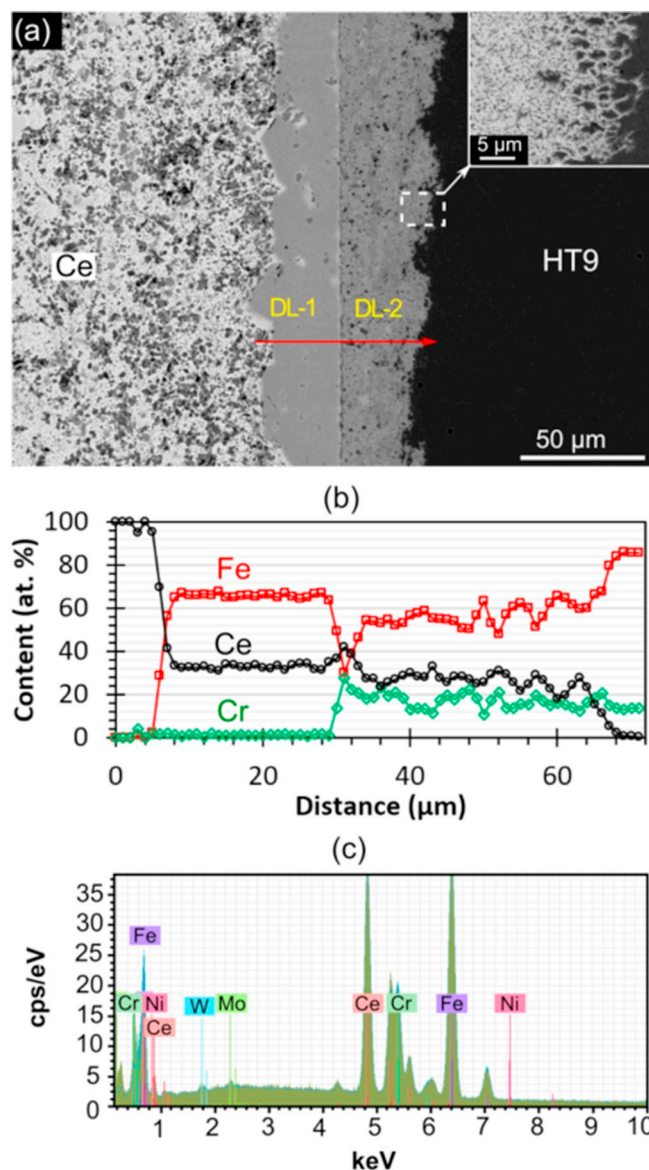 (a)
5 µm
Ce
HT9
DL-1 DL-2
50 µm
(b)
Content (at. %)
100
80
60
40
20
0
Fe
Ce
Cr
0 20 40 60
Distance (µm)
(c)
cps/eV
35
30
25
20
15
10
5
0
Fe
Cr Ni W Mo Ce Cr Fe Ni
Ce
1 2 3 4 5 6 7 8 9 10
keV